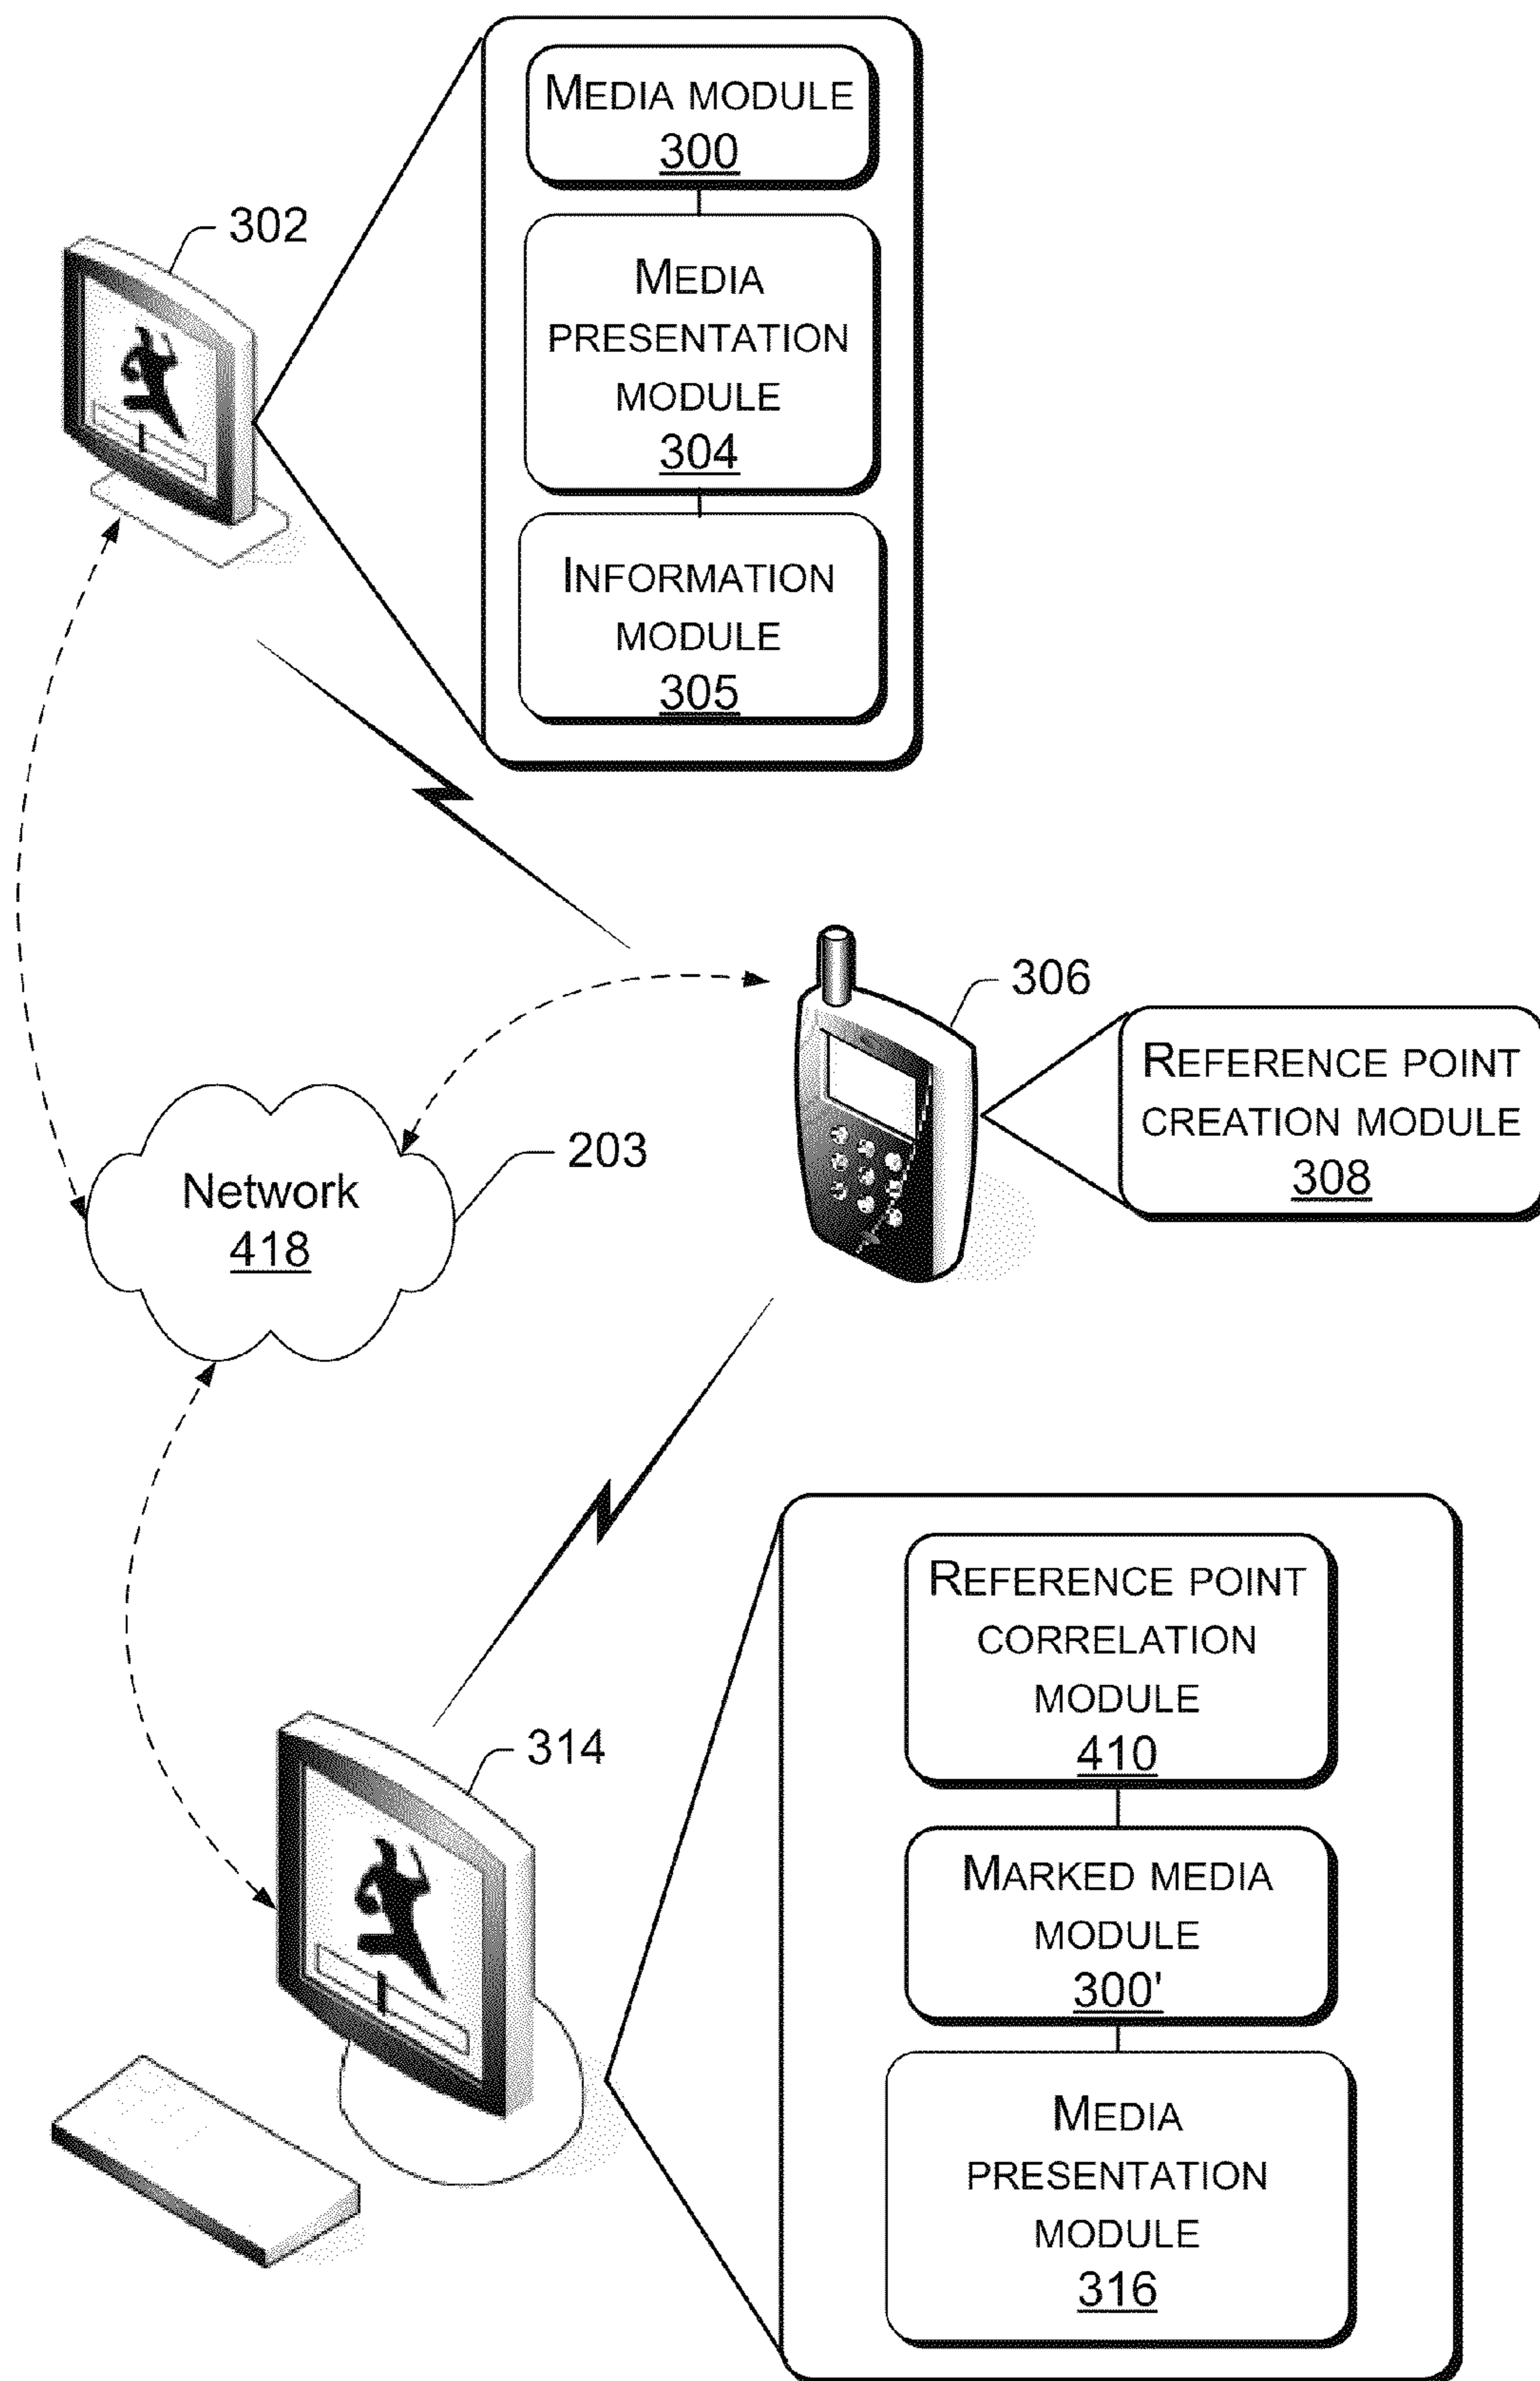 MEDIA MODULE
300
302
MEDIA
PRESENTATION
MODULE
304
INFORMATION
MODULE
305
306
REFERENCE POINT
CREATION MODULE
308
203
Network
418
REFERENCE POINT
CORRELATION
MODULE
410
314
MARKED MEDIA
MODULE
300'
MEDIA
PRESENTATION
MODULE
316